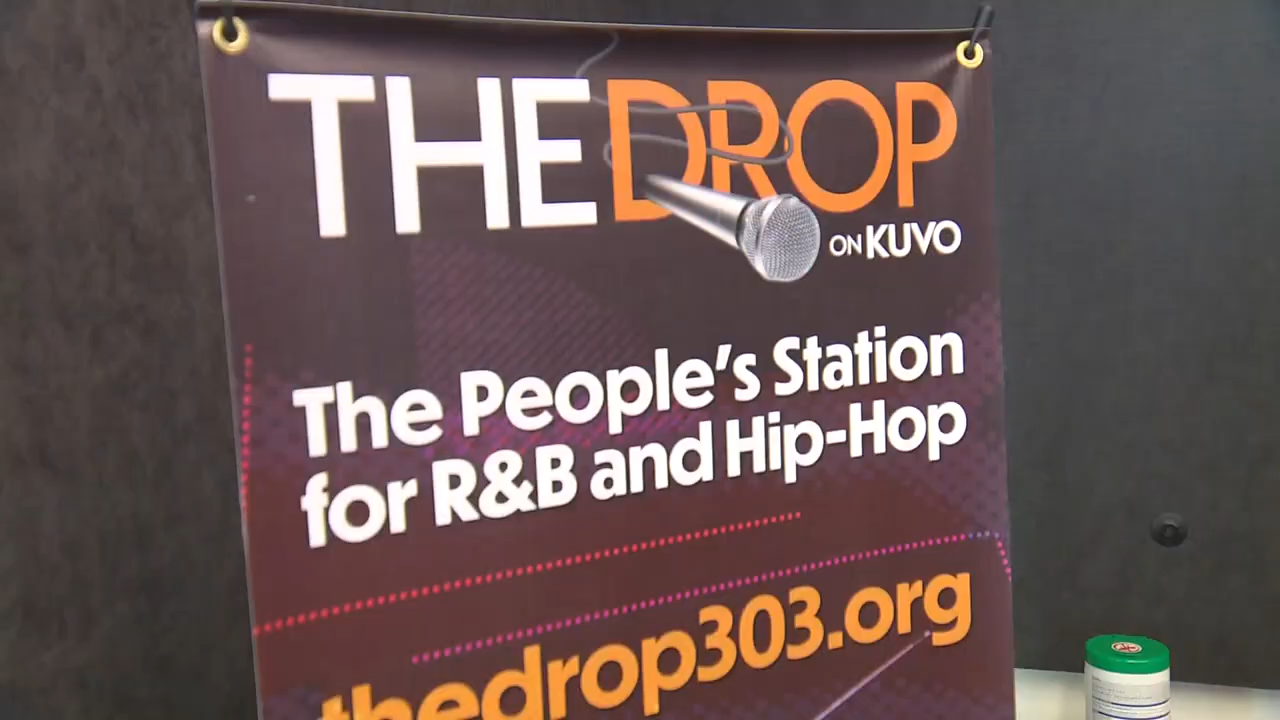 THE DROP
ON KUVO
The People's Station
for R&B and Hip-Hop
thedrop303.org